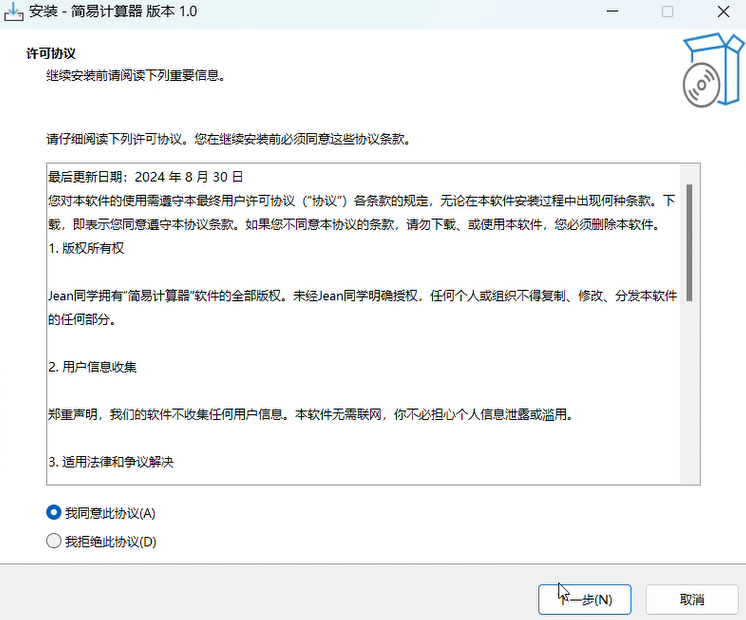 安装 - 简易计算器 版本 1.0
许可协议
继续安装前请阅读下列重要信息。
请仔细阅读下列许可协议。您在继续安装前必须同意这些协议条款。
最后更新日期：2024 年 8 月 30 日
您对本软件的使用需遵守本最终用户许可协议（“协议”）各条款的规定，无论在本软件安装过程中出现何种条款。下
载，即表示您同意遵守本协议条款。如果您不同意本协议的条款，请勿下载、或使用本软件，您必须删除本软件。
1. 版权所有权
Jean同学拥有“简易计算器”软件的全部版权。未经Jean同学明确授权，任何个人或组织不得复制、修改、分发本软件
的任何部分。
2. 用户信息收集
郑重声明，我们的软件不收集任何用户信息。本软件无需联网，你不必担心个人信息泄露或滥用。
3. 适用法律和争议解决
我同意此协议(A)
我拒绝此协议(D)
下一步(N)
取消